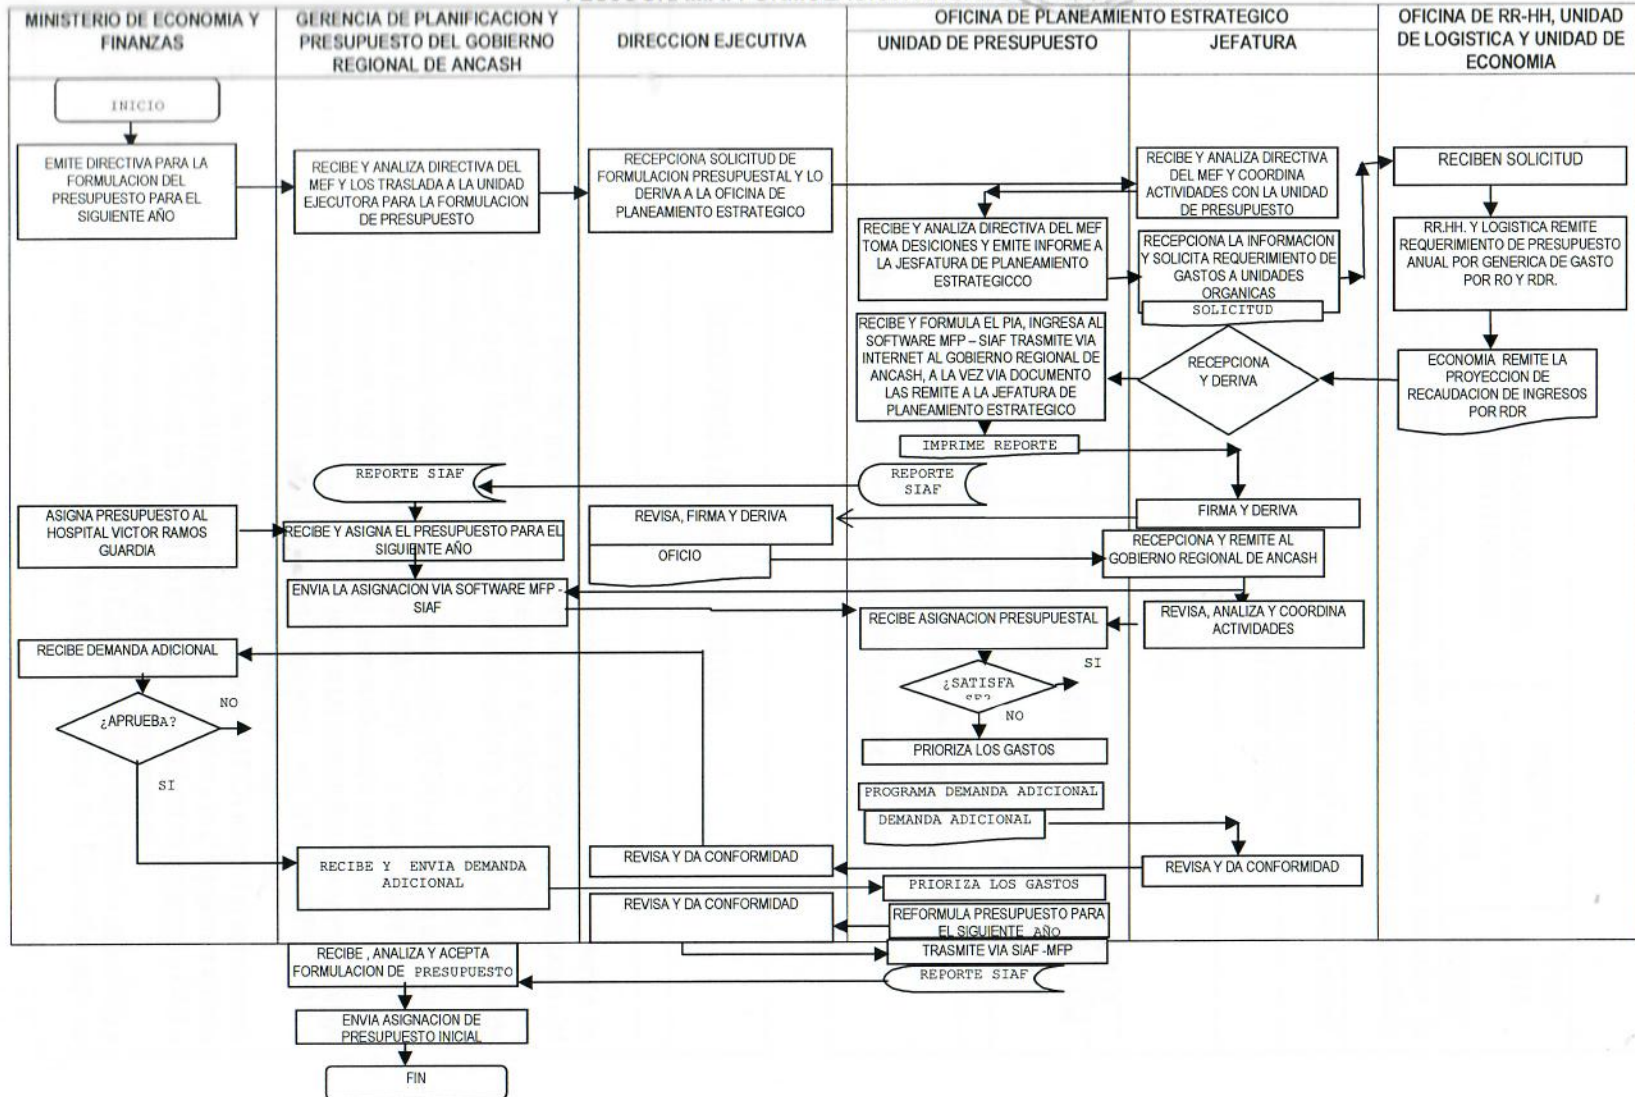 MINISTERIO DE ECONOMIA Y
FINANZAS
GERENCIA DE PLANIFICACION Y
PRESUPUESTO DEL GOBIERNO
REGIONAL DE ANCASH
DIRECCION EJECUTIVA
OFICINA DE PLANEAMIENTO ESTRATEGICO
UNIDAD DE PRESUPUESTO
JEFATURA
OFICINA DE RR-HH, UNIDAD
DE LOGISTICA Y UNIDAD DE
ECONOMIA
INICIO
EMITE DIRECTIVA PARA LA
FORMULACION DEL
PRESUPUESTO PARA EL
SIGUIENTE AÑO
RECIBE Y ANALIZA DIRECTIVA DEL
MEF Y LOS TRASLADA A LA UNIDAD
EJECUTORA PARA LA FORMULACION
DE PRESUPUESTO
RECEPCIONA SOLICITUD DE
FORMULACION PRESUPUESTAL Y LO
DERIVA A LA OFICINA DE
PLANEAMIENTO ESTRATEGICO
RECIBE Y ANALIZA DIRECTIVA
DEL MEF Y COORDINA
ACTIVIDADES CON LA UNIDAD
DE PRESUPUESTO
RECIBEN SOLICITUD
RECIBE Y ANALIZA DIRECTIVA DEL MEF
TOMA DESICIONES Y EMITE INFORME A
LA JESFATURA DE PLANEAMIENTO
ESTRATEGICCO
RECEPCIONA LA INFORMACION
Y SOLICITA REQUERIMIENTO DE
GASTOS A UNIDADES
ORGANICAS
SOLICITUD
RR.HH. Y LOGISTICA REMITE
REQUERIMIENTO DE PRESUPUESTO
ANUAL POR GENERICA DE GASTO
POR RO Y RDR.
RECIBE Y FORMULA EL PIA, INGRESA AL
SOFTWARE MFP – SIAF TRASMITE VIA
INTERNET AL GOBIERNO REGIONAL DE
ANCASH, A LA VEZ VIA DOCUMENTO
LAS REMITE A LA JEFATURA DE
PLANEAMIENTO ESTRATEGICO
RECEPCIONA
Y DERIVA
ECONOMIA REMITE LA
PROYECCION DE
RECAUDACION DE INGRESOS
POR RDR
IMPRIME REPORTE
REPORTE SIAF
REPORTE
SIAF
ASIGNA PRESUPUESTO AL
HOSPITAL VICTOR RAMOS
GUARDIA
RECIBE Y ASIGNA EL PRESUPUESTO PARA EL
SIGUIENTE AÑO
REVISA, FIRMA Y DERIVA
OFICIO
FIRMA Y DERIVA
RECEPCIONA Y REMITE AL
GOBIERNO REGIONAL DE ANCASH
ENVIA LA ASIGNACION VIA SOFTWARE MFP -
SIAF
RECIBE ASIGNACION PRESUPUESTAL
REVISA, ANALIZA Y COORDINA
ACTIVIDADES
RECIBE DEMANDA ADICIONAL
SI
¿SATISFA
NO
¿APRUEBA?
NO
SI
PRIORIZA LOS GASTOS
PROGRAMA DEMANDA ADICIONAL
DEMANDA ADICIONAL
RECIBE Y ENVIA DEMANDA
ADICIONAL
REVISA Y DA CONFORMIDAD
REVISA Y DA CONFORMIDAD
PRIORIZA LOS GASTOS
REVISA Y DA CONFORMIDAD
REFORMULA PRESUPUESTO PARA
EL SIGUIENTE AÑO
RECIBE , ANALIZA Y ACEPTA
FORMULACION DE PRESUPUESTO
TRASMITE VIA SIAF -MFP
REPORTE SIAF
ENVIA ASIGNACION DE
PRESUPUESTO INICIAL
FIN